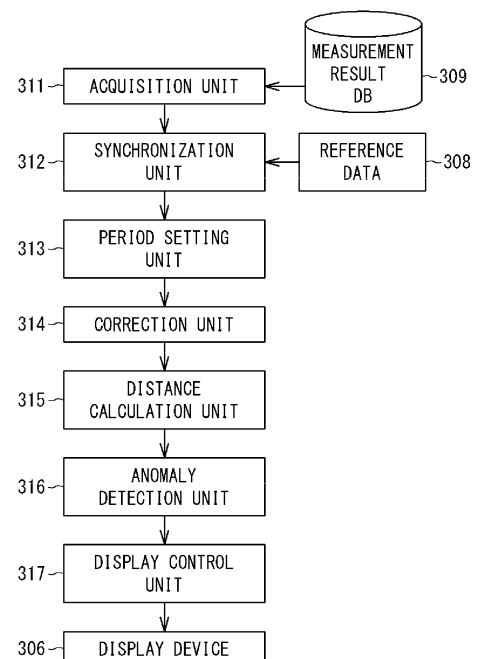 MEASUREMENT
RESULT
DB
309
311
ACQUISITION UNIT
312
SYNCHRONIZATION
UNIT
REFERENCE
DATA
308
313
PERIOD SETTING
UNIT
314
CORRECTION UNIT
315
DISTANCE
CALCULATION UNIT
316
ANOMALY
DETECTION UNIT
317
DISPLAY CONTROL
UNIT
306
DISPLAY DEVICE